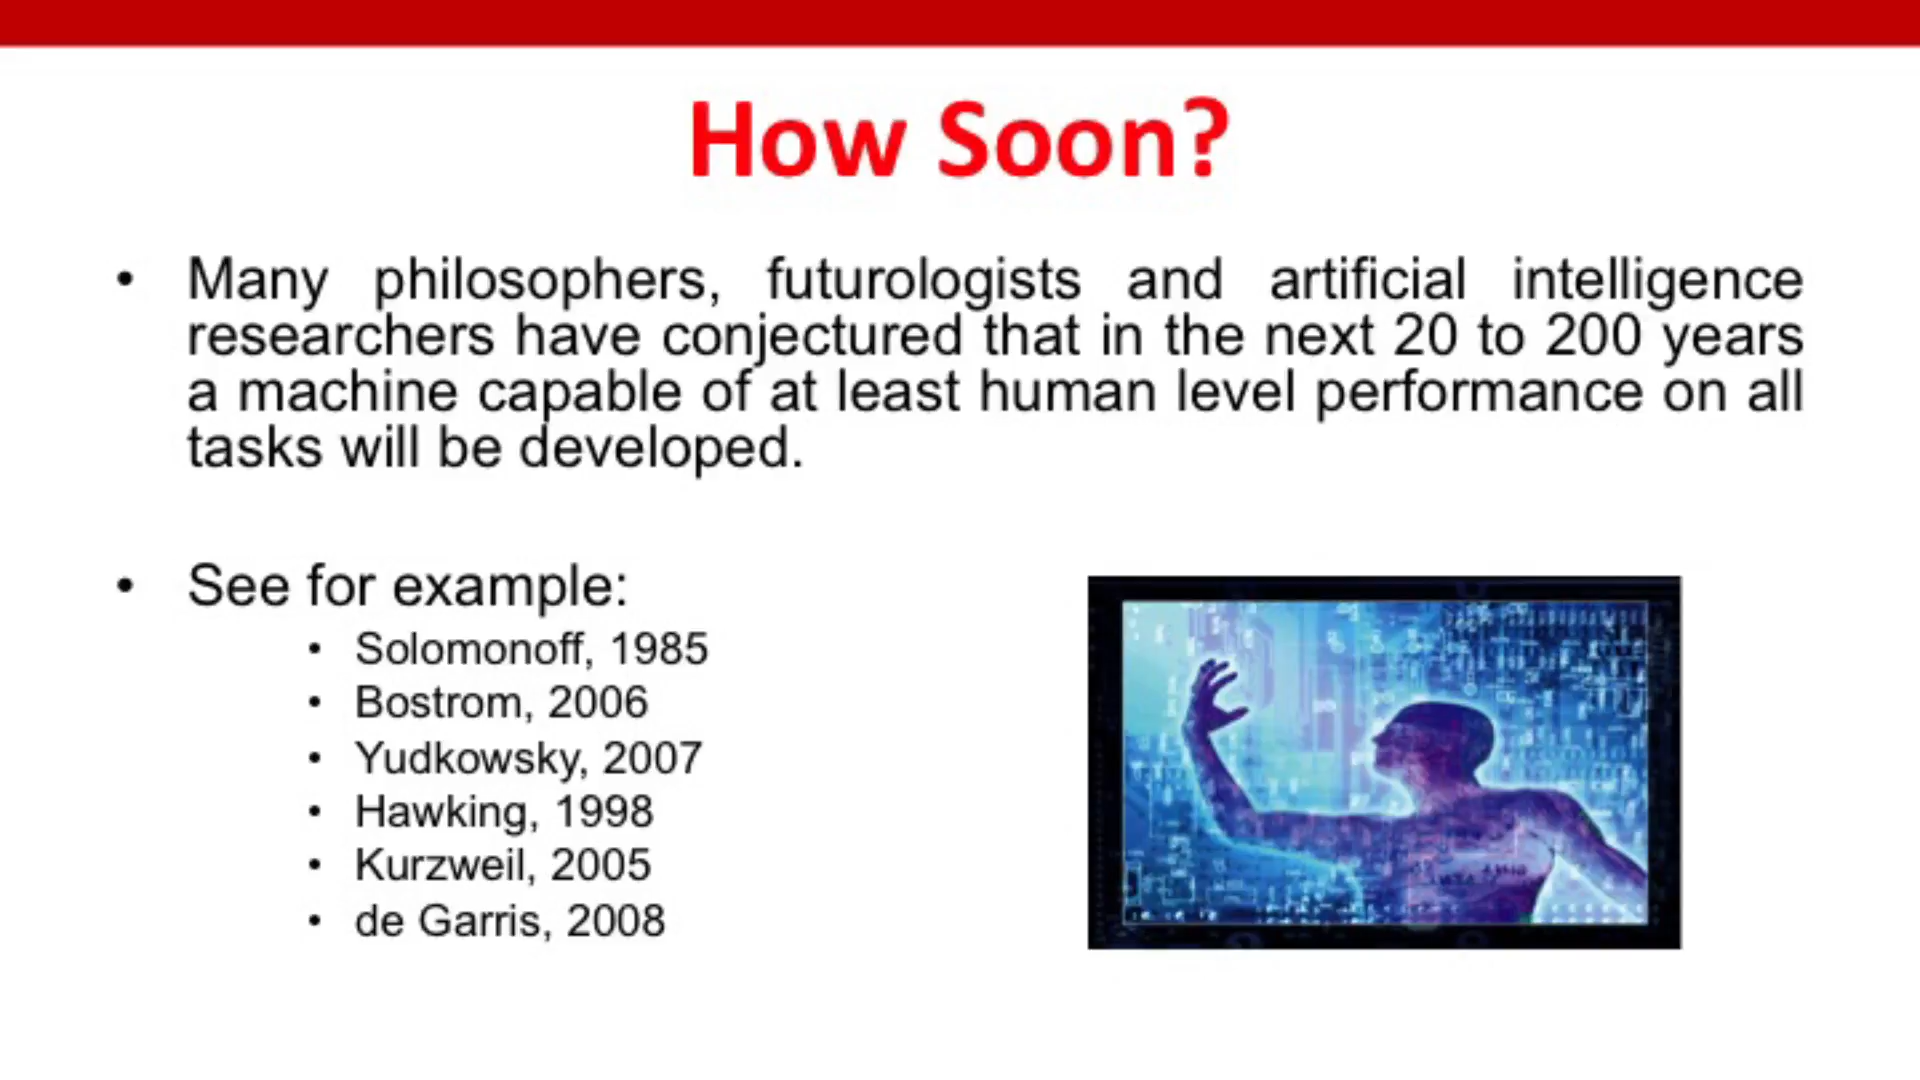 How Soon?
• Many philosophers, futurologists and artificial intelligence
researchers have conjectured that in the next 20 to 200 years
a machine capable of at least human level performance on all
tasks will be developed.
• See for example:
• Solomonoff, 1985
• Bostrom, 2006
• Yudkowsky, 2007
• Hawking, 1998
• Kurzweil, 2005
• de Garris, 2008